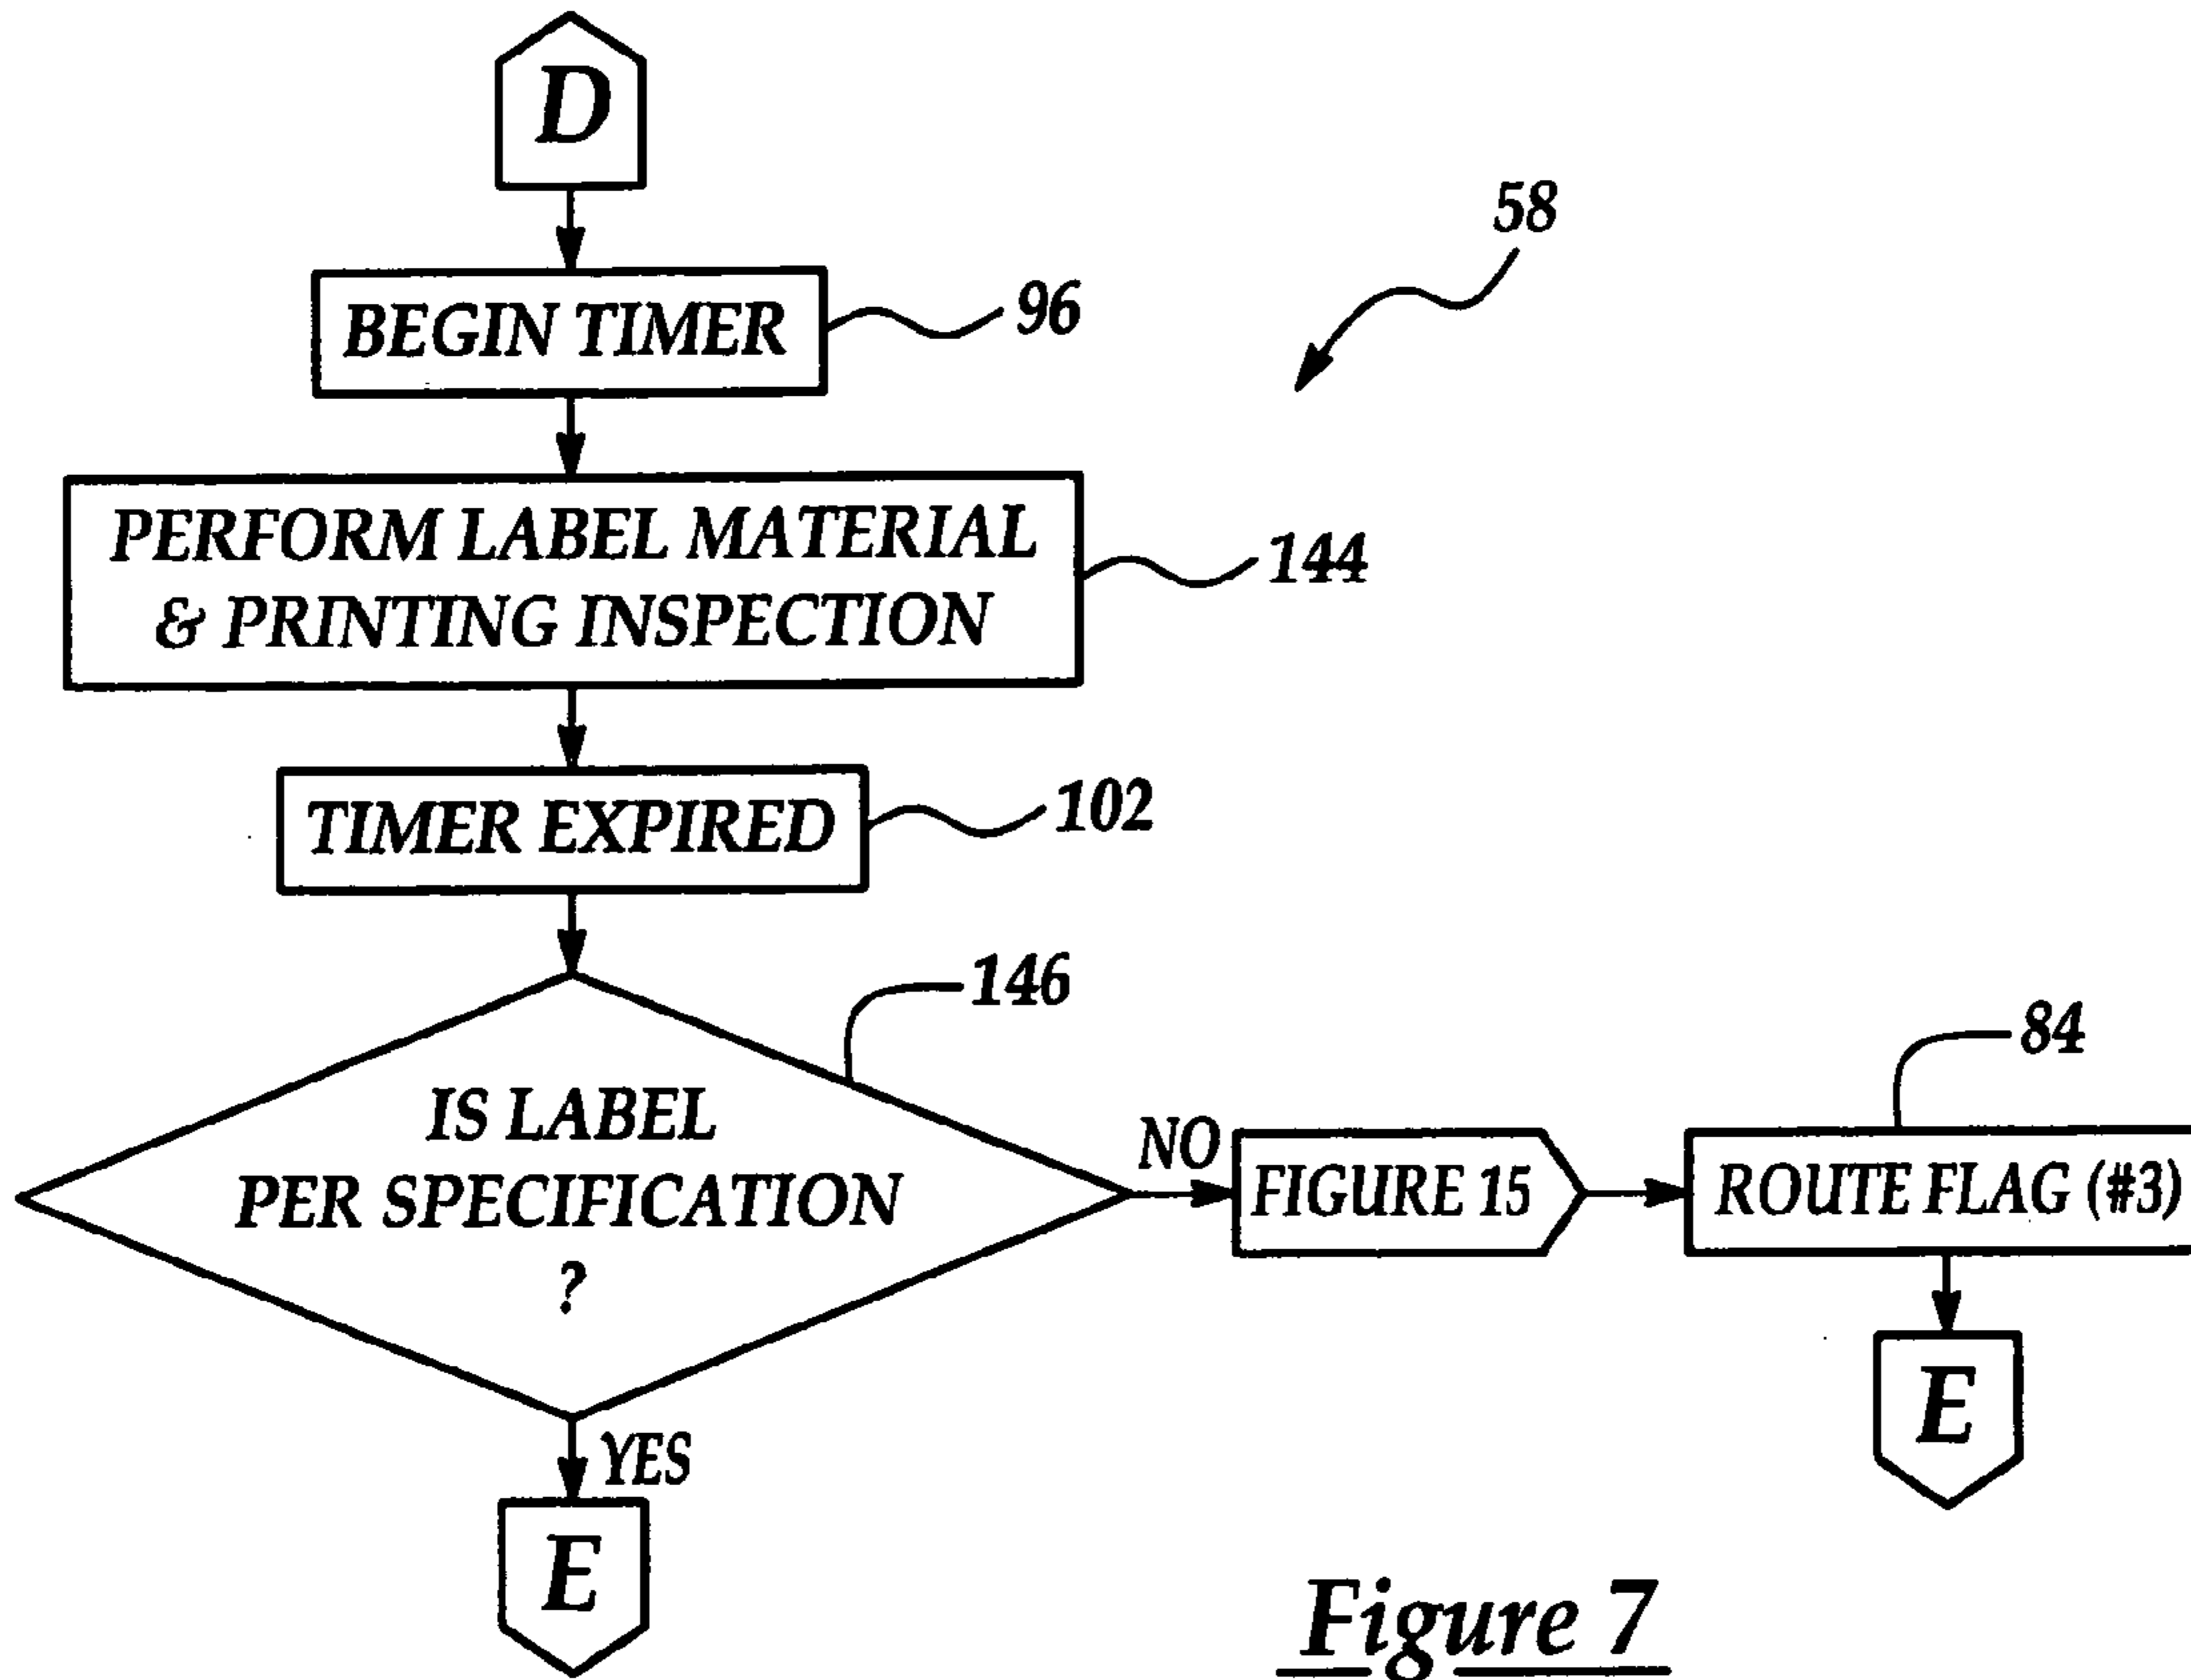 D
58
BEGIN TIMER
96
PERFORM LABEL MATERIAL
& PRINTING INSPECTION
144
TIMER EXPIRED
102
146
IS LABEL
PER SPECIFICATION
?
NO
FIGURE 15
84
ROUTE FLAG (#3)
E
YES
E
Figure 7